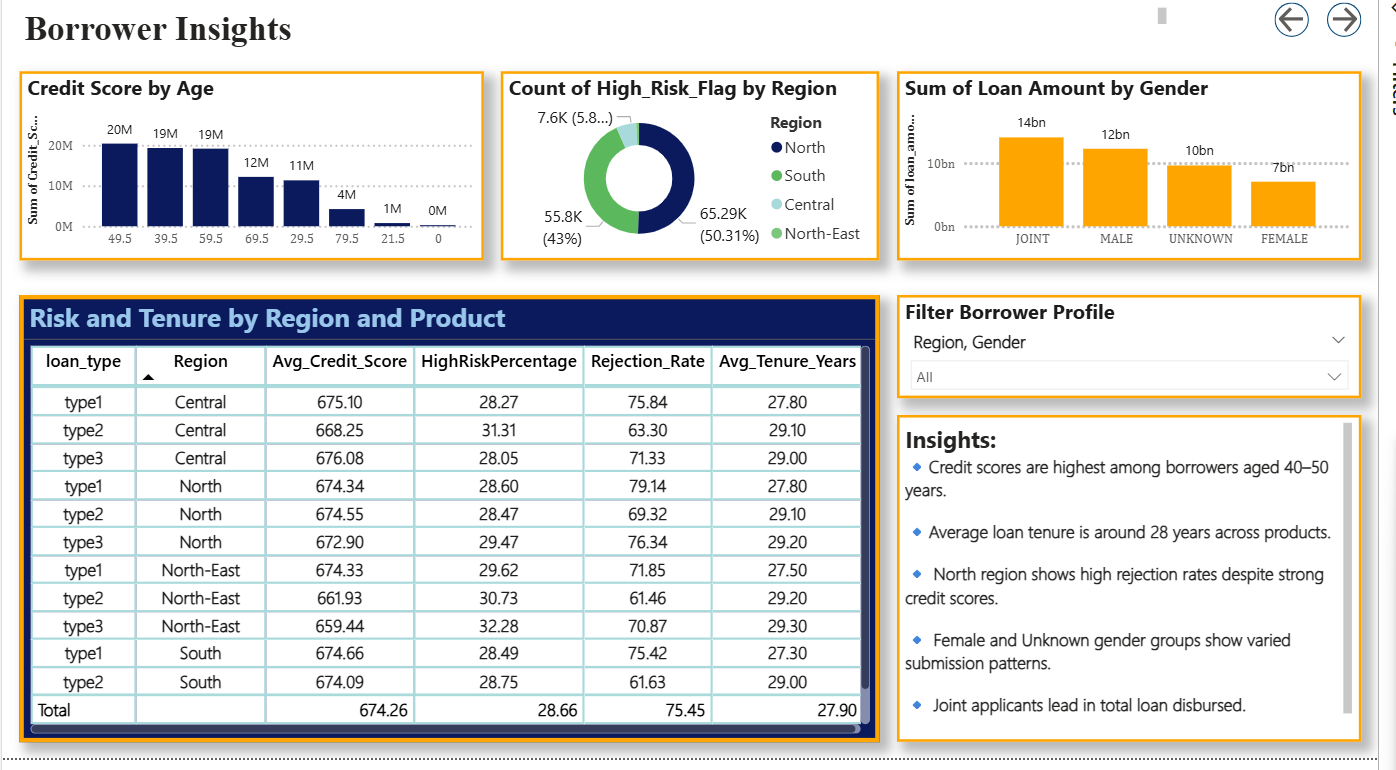 Borrower Insights
Credit Score by Age
Sum of Credit_Sc...
20M
10M
0M
20M
19M
19M
12M
11M
4M
1M
0M
49.5
39.5
59.5
69.5
29.5
79.5
21.5
0
Count of High_Risk_Flag by Region
7.6K (5.8...)
55.8K
(43%)
65.29K
(50.31%)
Region
North
South
Central
North-East
Sum of Loan Amount by Gender
Sum of loan_amo...
10bn
0bn
14bn
12bn
10bn
7bn
JOINT
MALE
UNKNOWN
FEMALE
Risk and Tenure by Region and Product
loan_type Region Avg_Credit_Score HighRiskPercentage Rejection_Rate Avg_Tenure_Years
type1 Central 675.10 28.27 75.84 27.80
type2 Central 668.25 31.31 63.30 29.10
type3 Central 676.08 28.05 71.33 29.00
type1 North 674.34 28.60 79.14 27.80
type2 North 674.55 28.47 69.32 29.10
type3 North 672.90 29.47 76.34 29.20
type1 North-East 674.33 29.62 71.85 27.50
type2 North-East 661.93 30.73 61.46 29.20
type3 North-East 659.44 32.28 70.87 29.30
type1 South 674.66 28.49 75.42 27.30
type2 South 674.09 28.75 61.63 29.00
Total 674.26 28.66 75.45 27.90
Filter Borrower Profile
Region, Gender
All
Insights:
Credit scores are highest among borrowers aged 40–50
years.
Average loan tenure is around 28 years across products.
North region shows high rejection rates despite strong
credit scores.
Female and Unknown gender groups show varied
submission patterns.
Joint applicants lead in total loan disbursed.